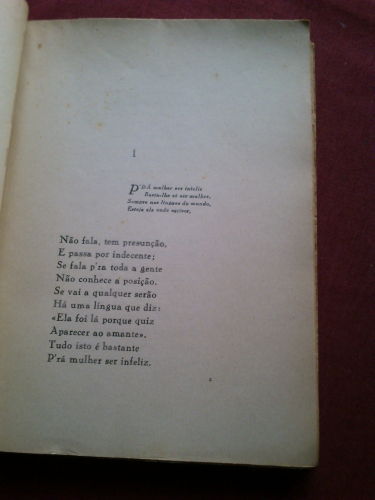 I
P'RÁ mulher ser infeliz
Basta-lhe só ser mulher,
Sempre nas línguas do mundo,
Esteja ela onde estiver.
Não fala, tem presunção,
E passa por indecente;
Se fala p'ra toda a gente
Não conhece a posição.
Se vai a qualquer serão
Há uma língua que diz:
«Ela foi lá porque quiz
Aparecer ao amante».
Tudo isto é bastante
P'rá mulher ser infeliz.